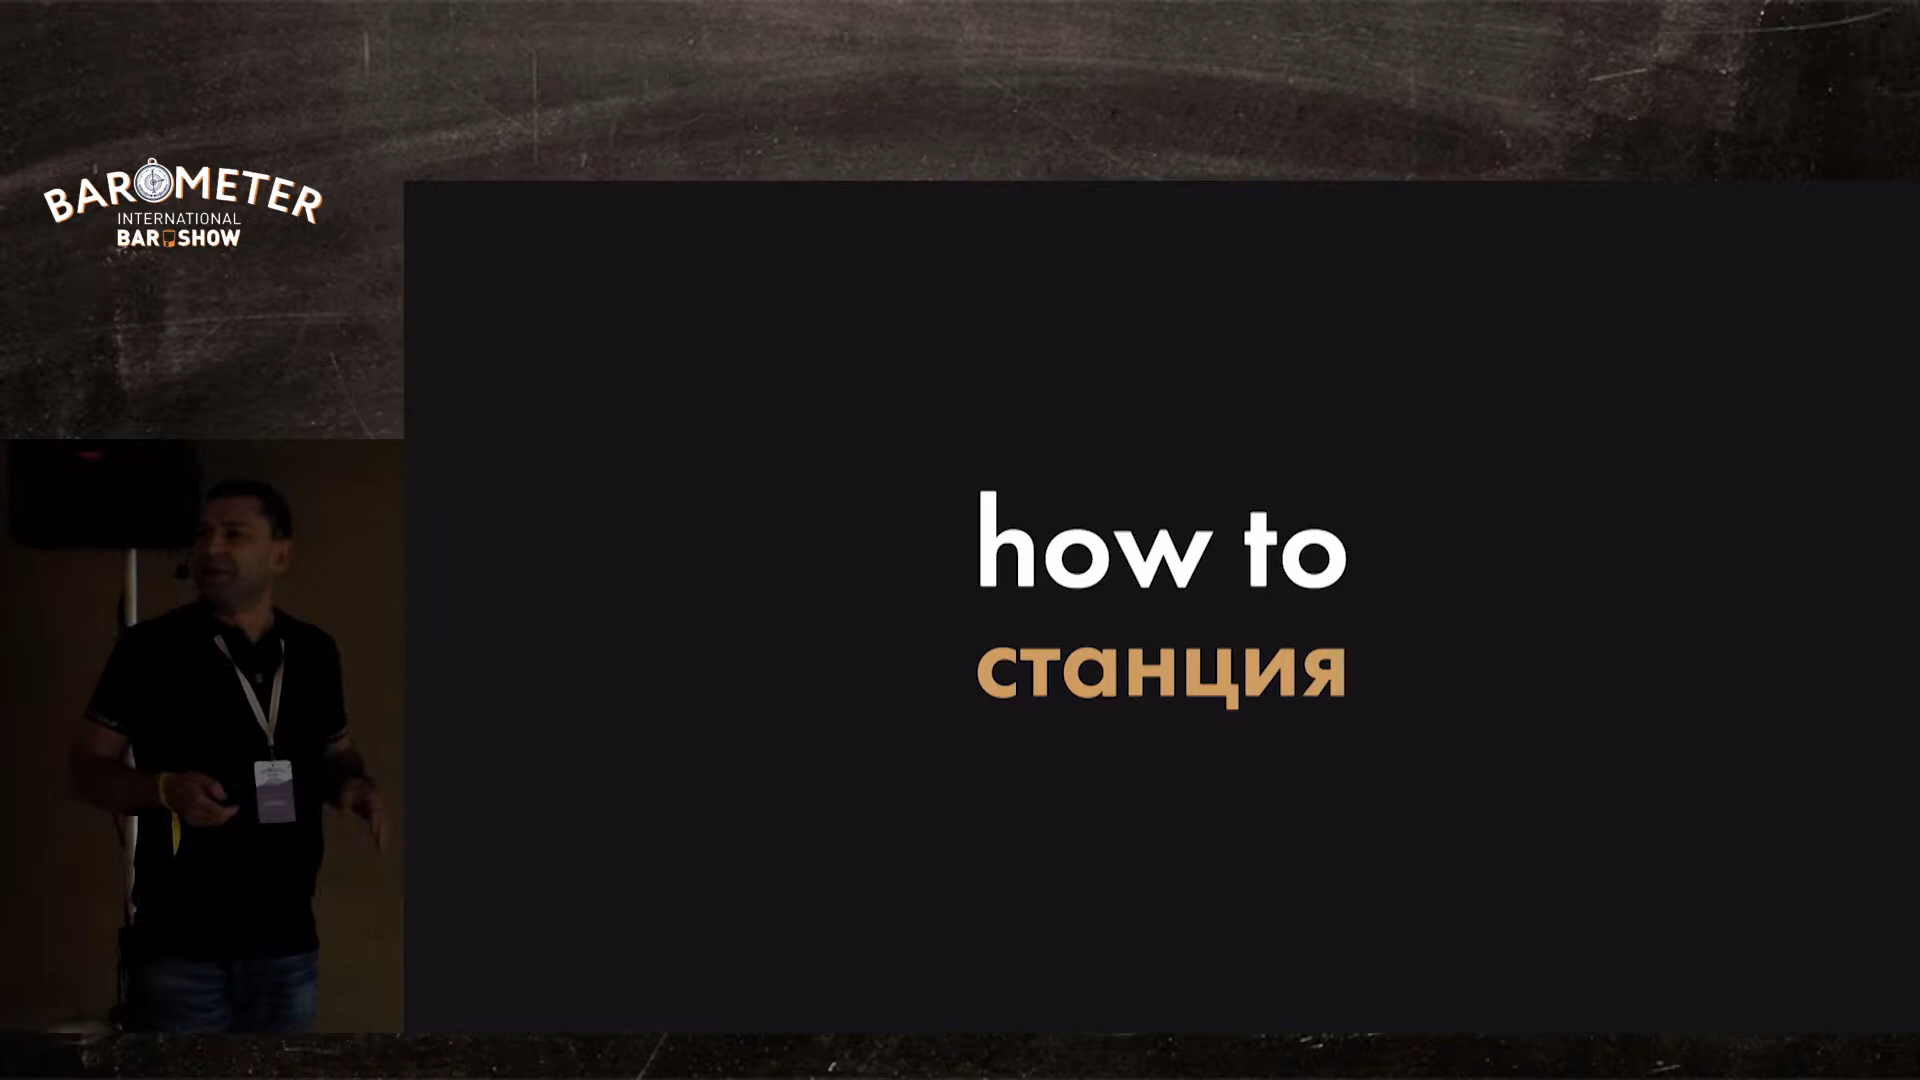 BAROMETER
INTERNATIONAL
BAR SHOW
how to
станция